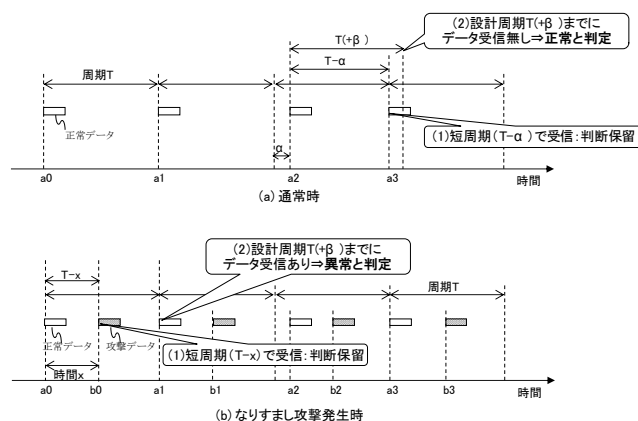 T(+β)
(2)設計周期T(+β)までに
データ受信無し⇒正常と判定
周期T
T-α
正常データ
(1)短周期(T-α)で受信:判断保留
α
a0
a1
a2
a3
時間
(a)通常時
(2)設計周期T(+β)までに
データ受信あり⇒異常と判定
T-x
周期T
正常データ
攻撃データ
(1)短周期(T-x)で受信:判断保留
時間x
a0
b0
a1
b1
a2
b2
a3
b3
時間
(b)なりすまし攻撃発生時